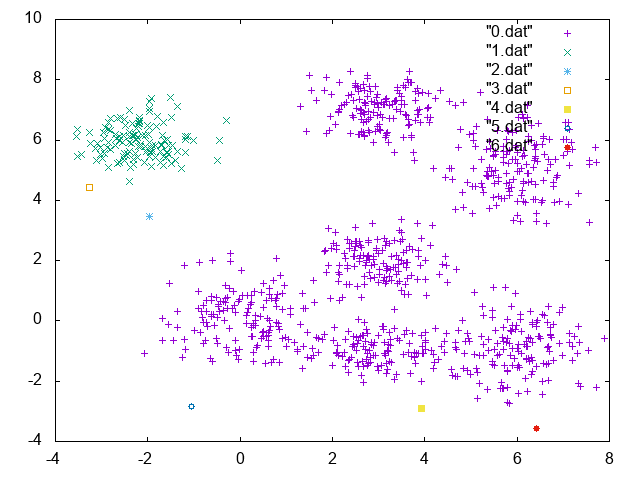 10
8
6
4
2
0
-2
-4
-4 -2 0 2 4 6 8
"0.dat"
"1.dat"
"2.dat"
"3.dat"
"4.dat"
"5.dat"
"6.dat"